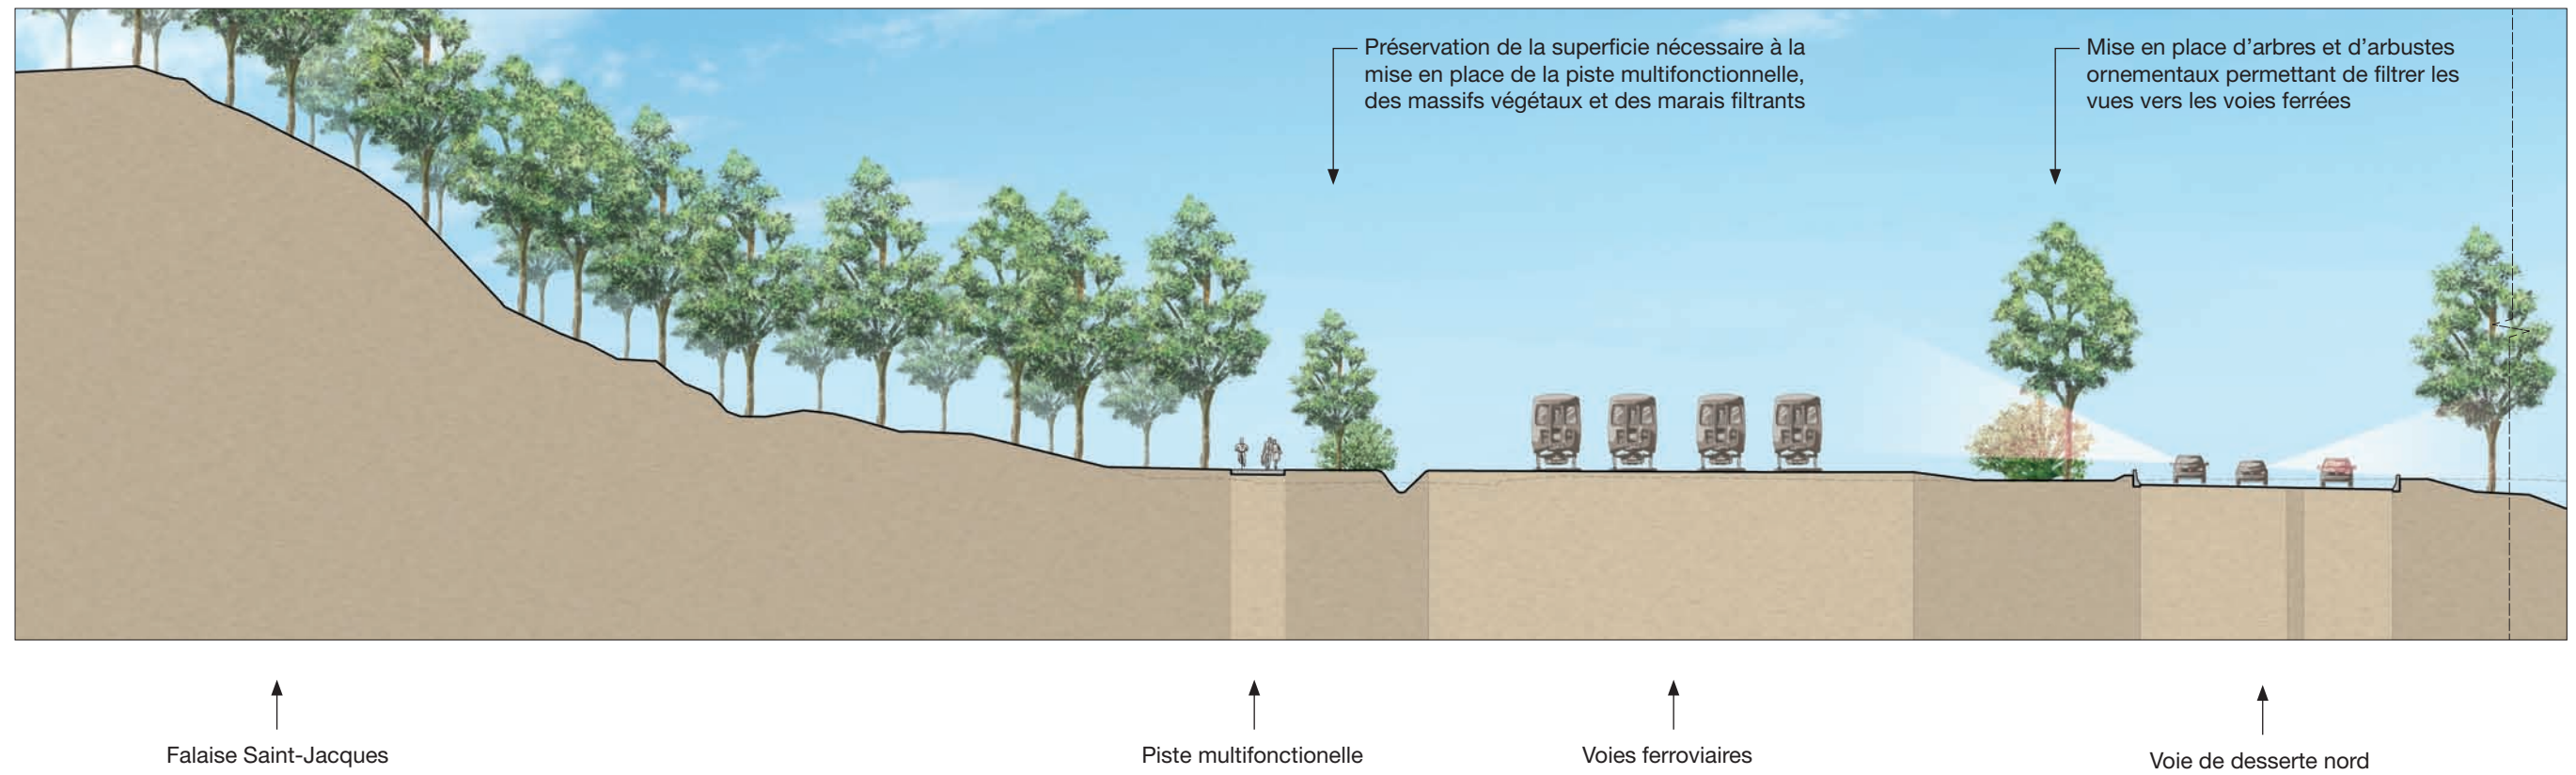 Préservation de la superficie nécessaire à la
mise en place de la piste multifonctionnelle,
des massifs végétaux et des marais filtrants
Mise en place d’arbres et d’arbustes
ornementaux permettant de filtrer les
vues vers les voies ferrées
Falaise Saint-Jacques
Piste multifonctionelle
Voies ferroviaires
Voie de desserte nord